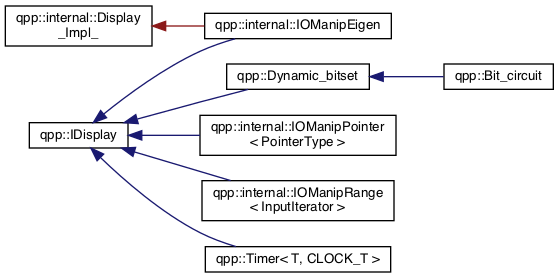 qpp::internal::Display
_Impl_
qpp::internal::IOManipEigen
qpp::Dynamic_bitset
qpp::Bit_circuit
qpp::IDisplay
qpp::internal::IOManipPointer
< PointerType >
qpp::internal::IOManipRange
< InputIterator >
qpp::Timer< T, CLOCK_T >